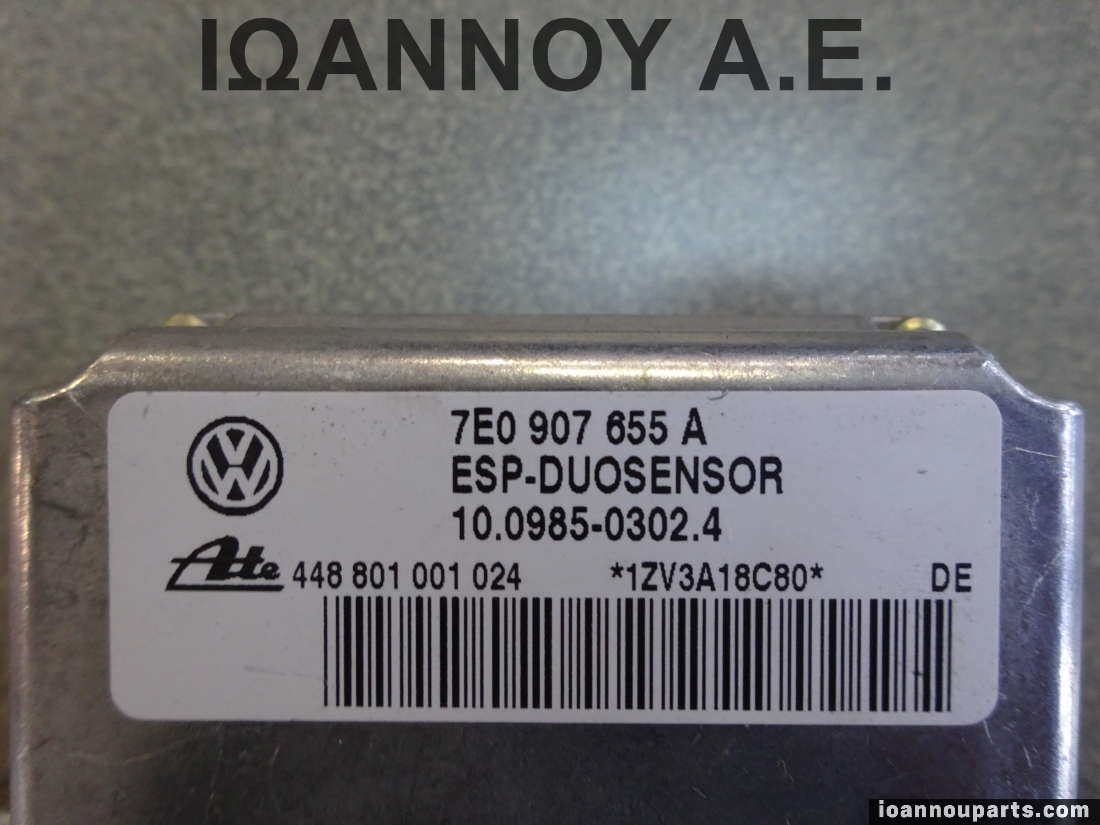 ΙΩΑΝΝΟΥ Α.Ε.
7E0 907 655 A
ESP-DUOSENSOR
10.0985-0302.4
Ate 448 801 001 024 *1ZV3A18C80* DE
ioannouparts.com